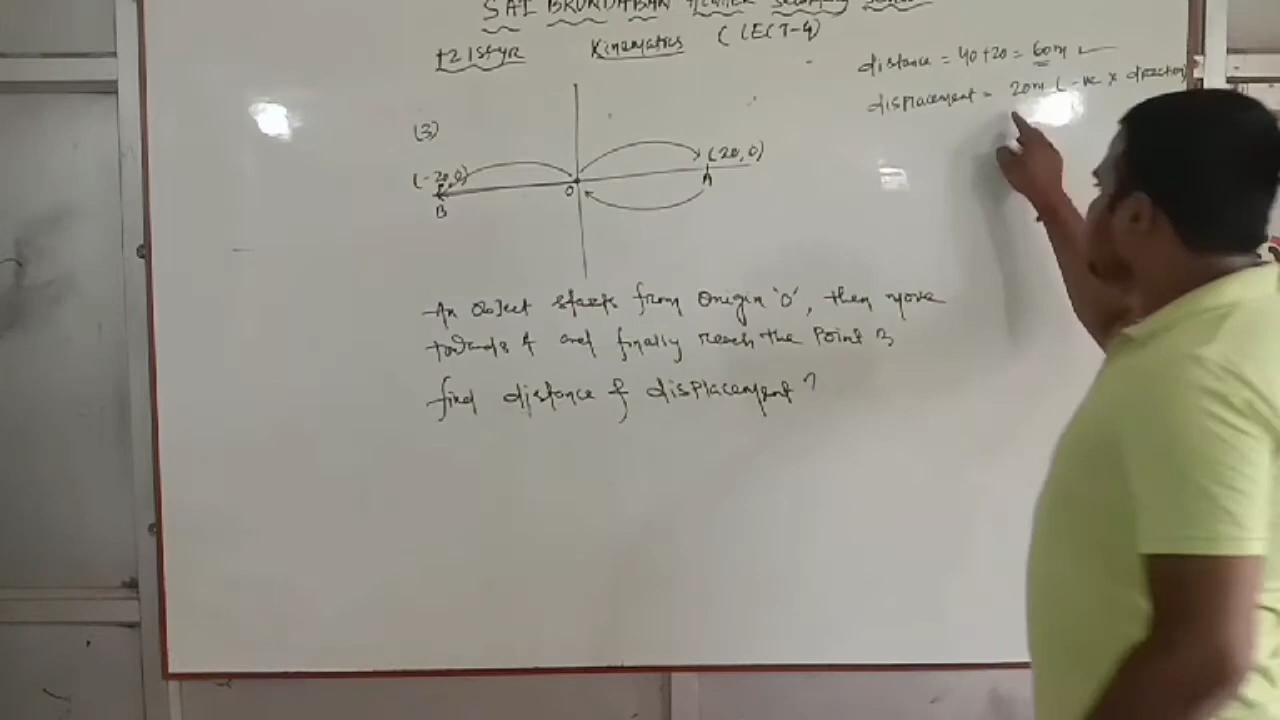 SAI BRUNDABAN HIGHER
+2 1st yr Kinematics (LECT-4)
distance = 40+20 = 60m
displacement = 20m (-ve x direction
(3)
(20,0)
(-20,0)
O
A
B
An object starts from Origin 'O', then move
towards A and finally reach the Point B
find distance & displacement?